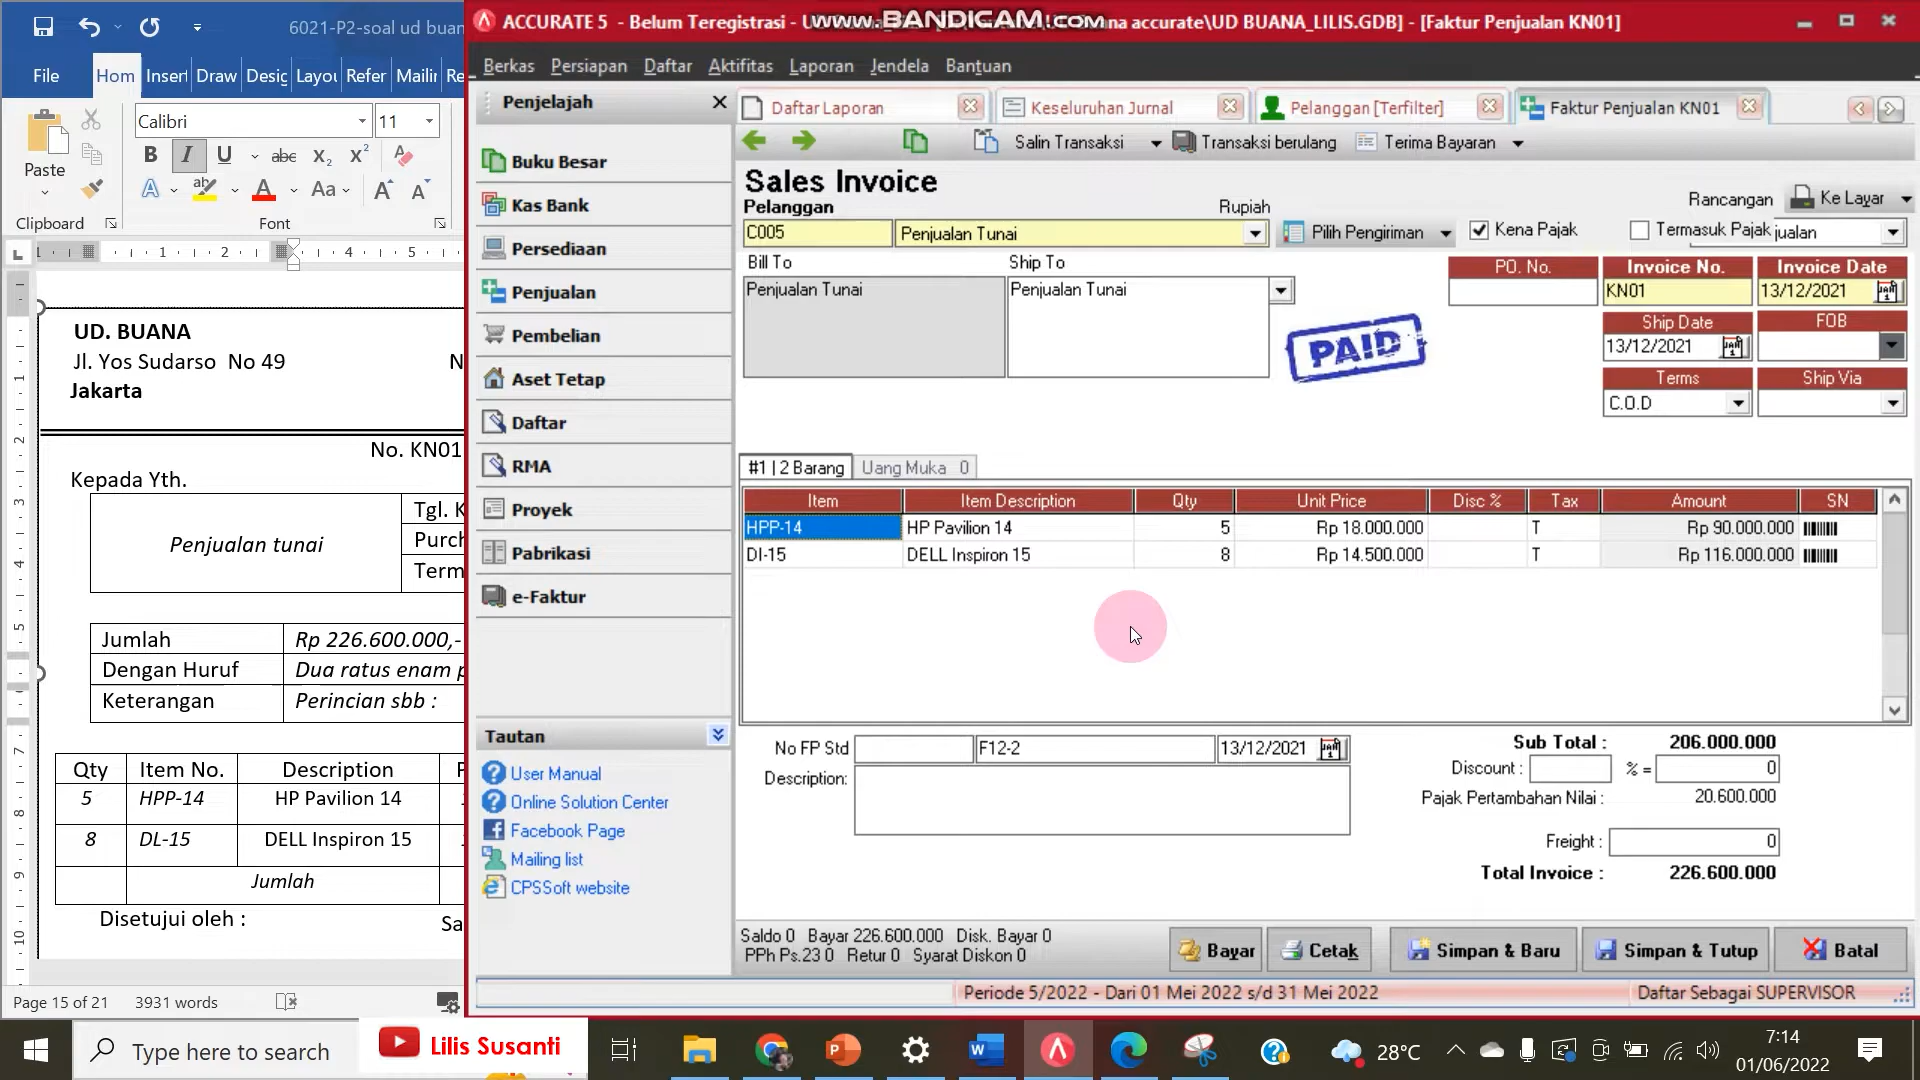 6021-P2-soal ud buan
File Hom Insert Draw Desig Layou Refer Mailin Re
Paste
Calibri 11
Clipboard Font
UD. BUANA
Jl. Yos Sudarso No 49 N
Jakarta
No. KN01
Kepada Yth.
Penjualan tunai
Tgl. K
Purch
Term
Jumlah Rp 226.600.000,-
Dengan Huruf Dua ratus enam p
Keterangan Perincian sbb :
Qty Item No. Description
5 HPP-14 HP Pavilion 14
8 DL-15 DELL Inspiron 15
Jumlah
Disetujui oleh : Sa
Page 15 of 21 3931 words
ACCURATE 5 - Belum Teregistrasi - U
www.BANDICAM.com
ana accurate\UD BUANA_LILIS.GDB] - [Faktur Penjualan KN01]
Berkas Persiapan Daftar Aktifitas Laporan Jendela Bantuan
Penjelajah
Buku Besar
Kas Bank
Persediaan
Penjualan
Pembelian
Aset Tetap
Daftar
RMA
Proyek
Pabrikasi
e-Faktur
Tautan
User Manual
Online Solution Center
Facebook Page
Mailing list
CPSSoft website
Daftar Laporan Keseluruhan Jurnal Pelanggan [Terfilter] Faktur Penjualan KN01
Salin Transaksi Transaksi berulang Terima Bayaran
Sales Invoice
Rancangan Ke Layar
Pelanggan Rupiah
C005 Penjualan Tunai Pilih Pengiriman Kena Pajak Termasuk Pajak jualan
Bill To Ship To
Penjualan Tunai Penjualan Tunai
PAID
PO. No. Invoice No. Invoice Date
KN01 13/12/2021
Ship Date FOB
13/12/2021
Terms Ship Via
C.O.D
#1 | 2 Barang Uang Muka 0
Item Item Description Qty Unit Price Disc % Tax Amount SN
HPP-14 HP Pavilion 14 5 Rp 18.000.000 T Rp 90.000.000
DI-15 DELL Inspiron 15 8 Rp 14.500.000 T Rp 116.000.000
No FP Std F12-2 13/12/2021
Description:
Sub Total : 206.000.000
Discount : % = 0
Pajak Pertambahan Nilai : 20.600.000
Freight : 0
Total Invoice : 226.600.000
Saldo 0 Bayar 226.600.000 Disk. Bayar 0
PPh Ps.23 0 Retur 0 Syarat Diskon 0
Bayar Cetak Simpan & Baru Simpan & Tutup Batal
Periode 5/2022 - Dari 01 Mei 2022 s/d 31 Mei 2022 Daftar Sebagai SUPERVISOR
Type here to search
Lilis Susanti
28°C
7:14
01/06/2022